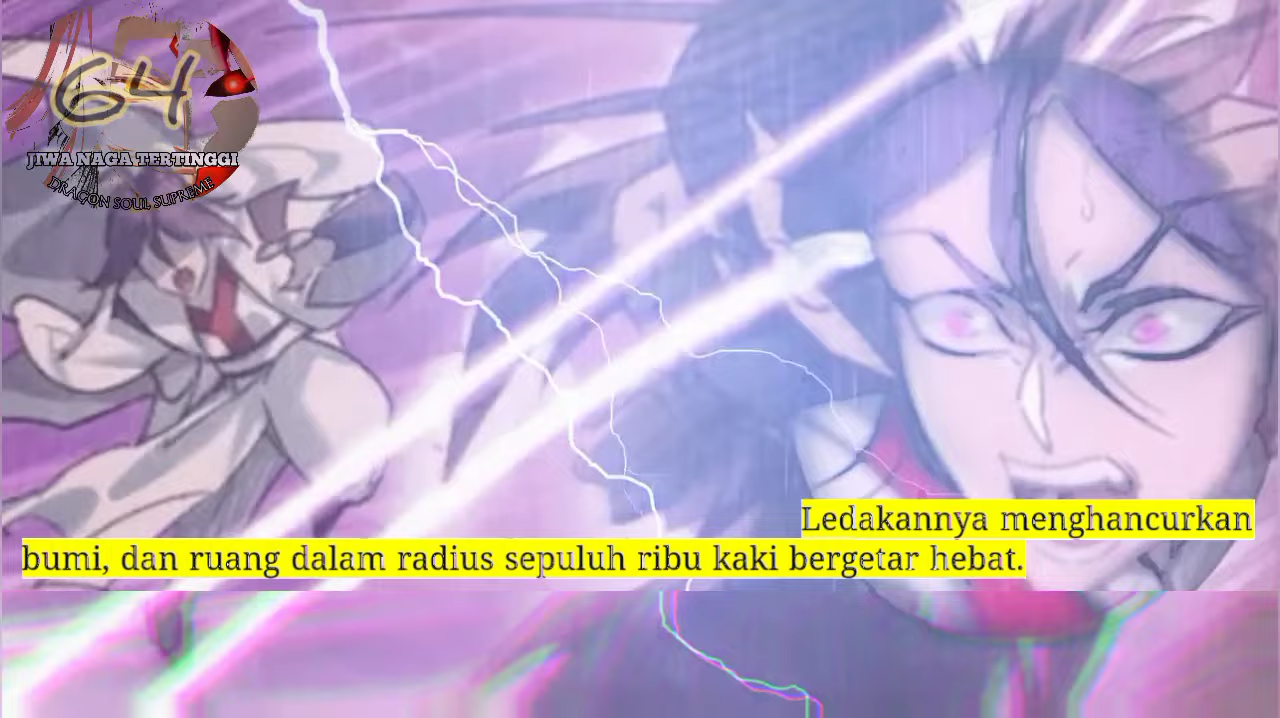 64
JIWA NAGA TERTINGGI
DRAGON SOUL SUPREME
Ledakannya menghancurkan
bumi, dan ruang dalam radius sepuluh ribu kaki bergetar hebat.